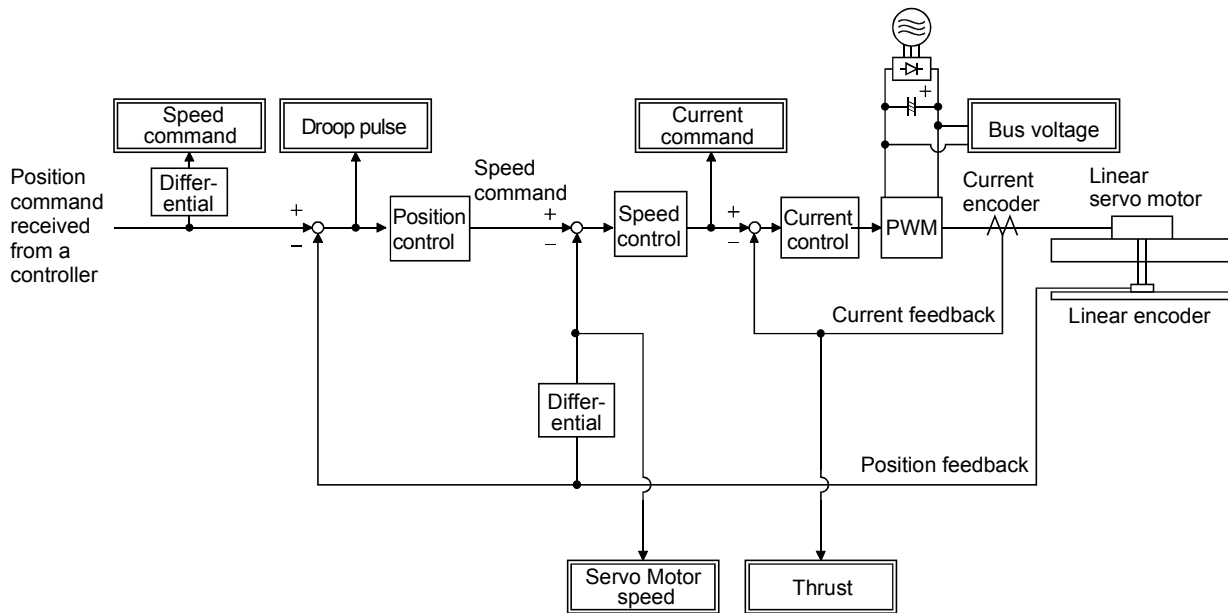 Speed
command
Droop pulse
Current
command
Bus voltage
Position
command
received
from a
controller
Differ-
ential
+
−
Position
control
Speed
command
+
−
Speed
control
+
−
Current
control
+
PWM
Current
encoder
Linear
servo motor
Linear encoder
Current feedback
Differ-
ential
Position feedback
Servo Motor
speed
Thrust